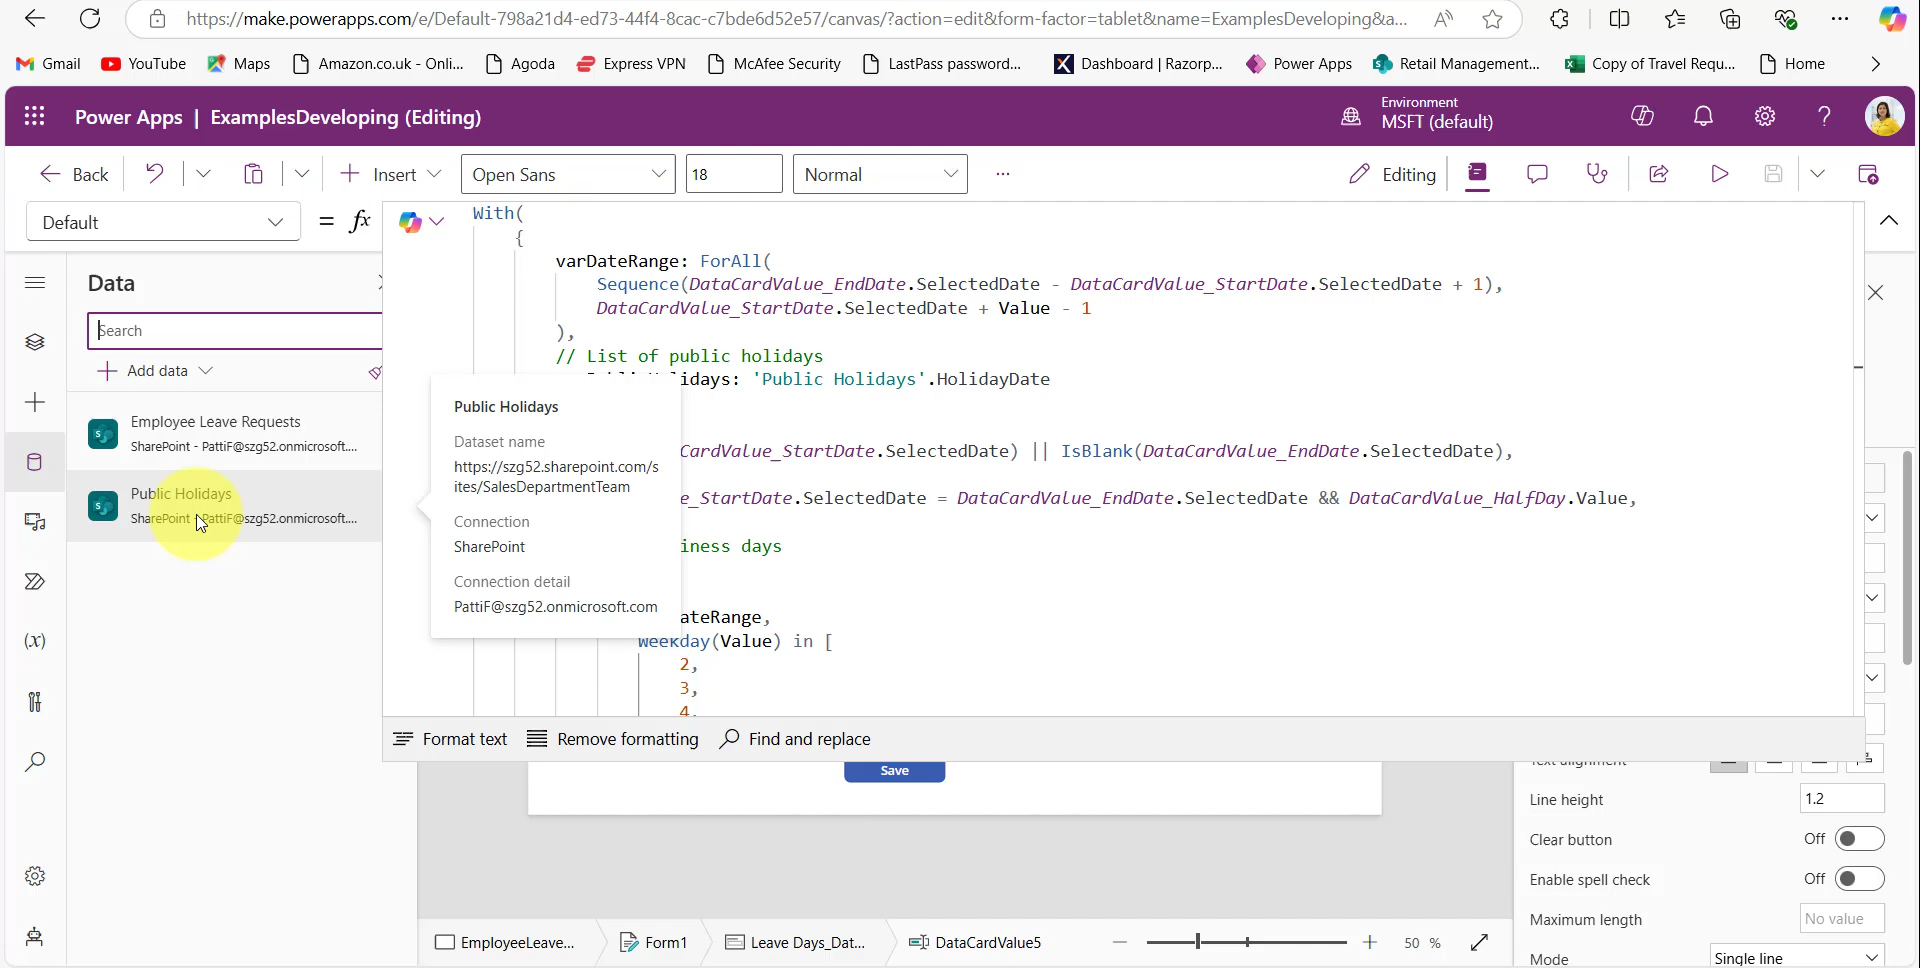 https://make.powerapps.com/e/Default-798a21d4-ed73-44f4-8cac-c7bde6d52e57/canvas/?action=edit&form-factor=tablet&name=ExamplesDeveloping&a...
Gmail
YouTube
Maps
Amazon.co.uk - Onli...
Agoda
Express VPN
McAfee Security
LastPass password...
Dashboard | Razorp...
Power Apps
Retail Management...
Copy of Travel Requ...
Home
Power Apps | ExamplesDeveloping (Editing)
Environment
MSFT (default)
Back
Insert
Open Sans
18
Normal
...
Editing
Default
= fx
With(
{
varDateRange: ForAll(
Sequence(DataCardValue_EndDate.SelectedDate - DataCardValue_StartDate.SelectedDate + 1),
DataCardValue_StartDate.SelectedDate + Value - 1
),
// List of public holidays
idays: 'Public Holidays'.HolidayDate
CardValue_StartDate.SelectedDate) || IsBlank(DataCardValue_EndDate.SelectedDate),
e_StartDate.SelectedDate = DataCardValue_EndDate.SelectedDate && DataCardValue_HalfDay.Value,
iness days
ateRange,
Weekday(Value) in [
2,
3,
4,
Data
Search
Add data
Employee Leave Requests
SharePoint - PattiF@szg52.onmicrosoft....
Public Holidays
SharePoint - PattiF@szg52.onmicrosoft....
Public Holidays
Dataset name
https://szg52.sharepoint.com/s
ites/SalesDepartmentTeam
Connection
SharePoint
Connection detail
PattiF@szg52.onmicrosoft.com
Format text
Remove formatting
Find and replace
Save
Text alignment
Line height
1.2
Clear button
Off
Enable spell check
Off
Maximum length
No value
Mode
Single line
EmployeeLeave...
Form1
Leave Days_Dat...
DataCardValue5
50 %